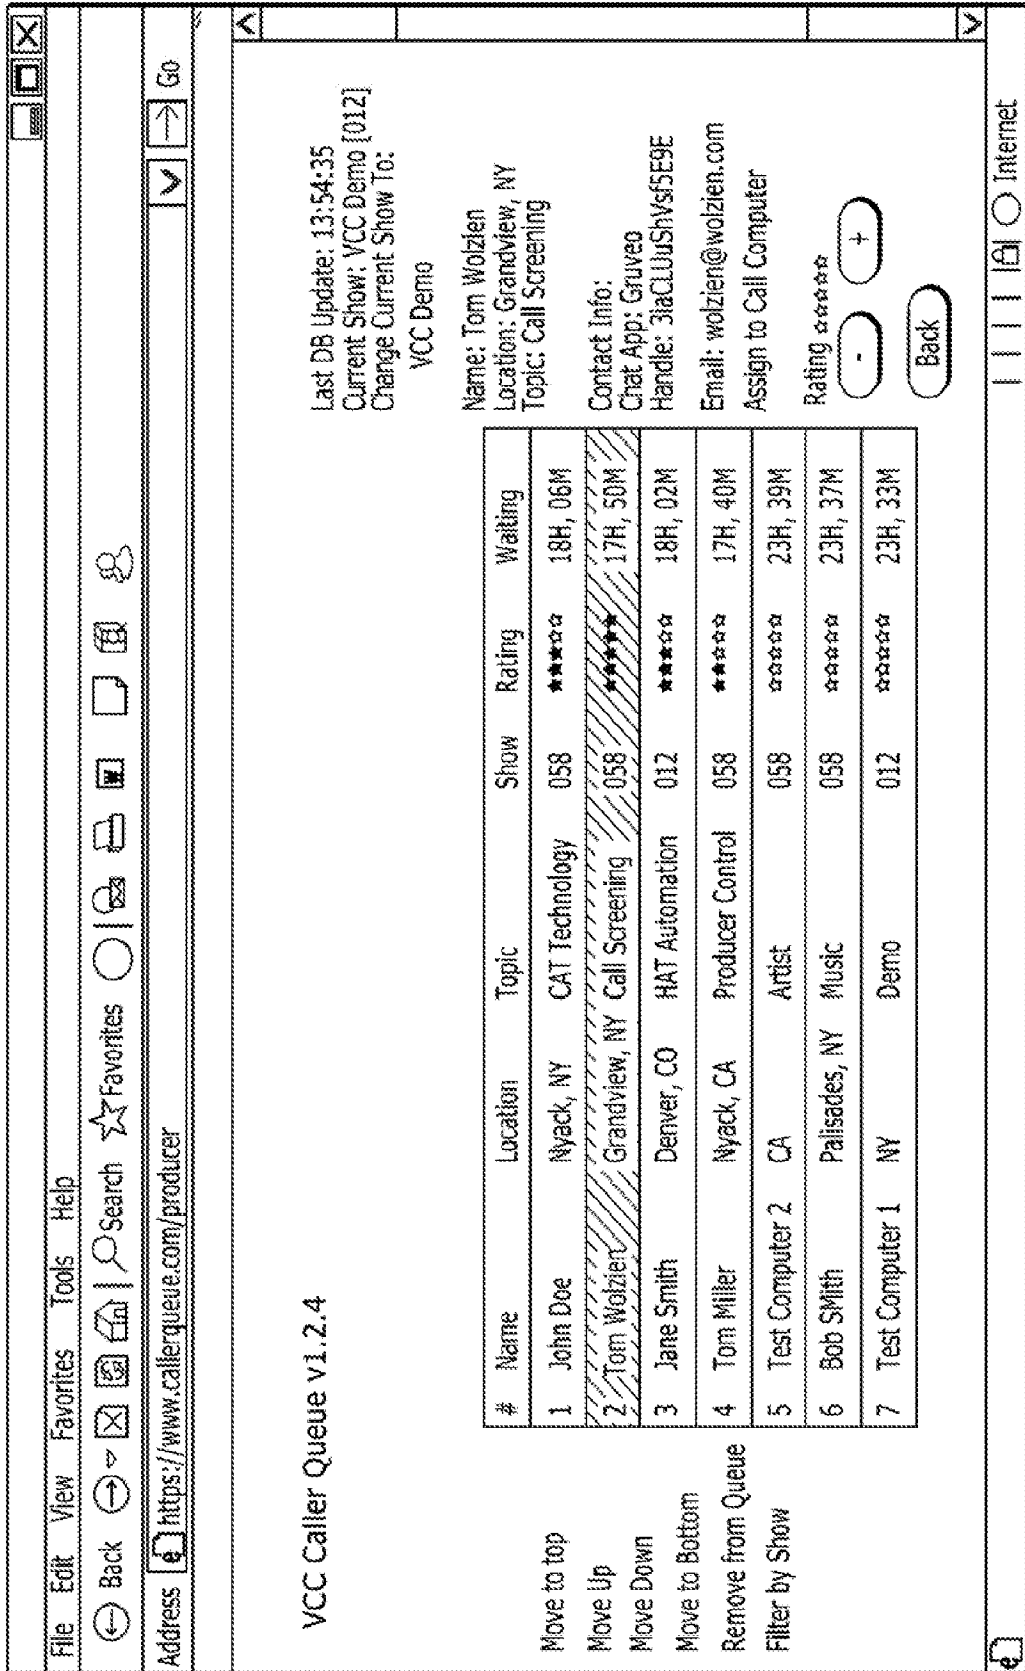 File Edit View Favorites Tools Help
Back Search Favorites
Address https://www.callerqueue.com/producer Go
VCC Caller Queue v1.2.4
Last DB Update: 13:54:35
Current Show: VCC Demo [012]
Change Current Show To:
VCC Demo
Move to top
Move Up
Move Down
Move to Bottom
Remove from Queue
Filter by Show
# Name Location Topic Show Rating Waiting
1 John Doe Nyack, NY CAT Technology 058 ★★★☆☆ 18H, 06M
2 Tom Wolzien Grandview, NY Call Screening 058 ★★★★★ 17H, 50M
3 Jane Smith Denver, CO HAT Automation 012 ★★★☆☆ 18H, 02M
4 Tom Miller Nyack, CA Producer Control 058 ★★☆☆☆ 17H, 40M
5 Test Computer 2 CA Artist 058 ☆☆☆☆☆ 23H, 39M
6 Bob SMith Palisades, NY Music 058 ☆☆☆☆☆ 23H, 37M
7 Test Computer 1 NY Demo 012 ☆☆☆☆☆ 23H, 33M
Name: Tom Wolzien
Location: Grandview, NY
Topic: Call Screening
Contact Info:
Chat App: Gruveo
Handle: 3iaCLUuShVsf5E9E
Email: wolzien@wolzien.com
Assign to Call Computer
Rating ☆☆☆☆☆
- +
Back
Internet